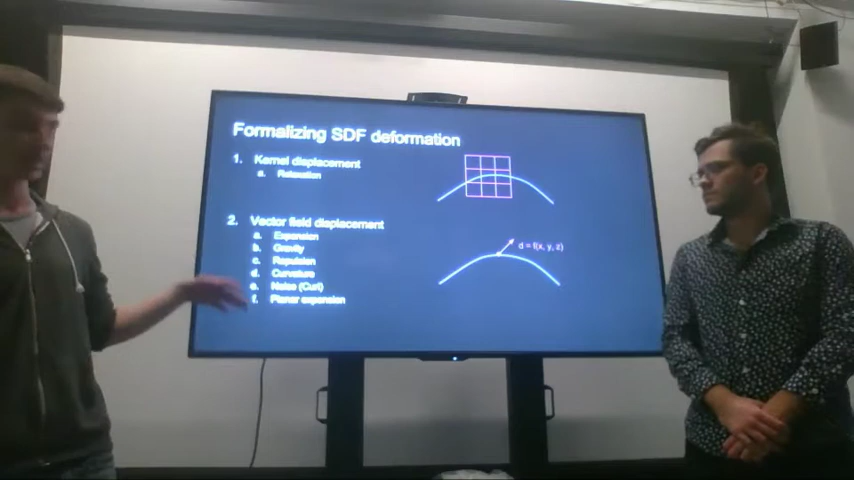 Formalizing SDF deformation
1. Kernel displacement
a. Relaxation
2. Vector field displacement
a. Expansion
b. Gravity
c. Repulsion
d. Curvature
e. Noise (Curl)
f. Planar expansion
d = f(x, y, z)